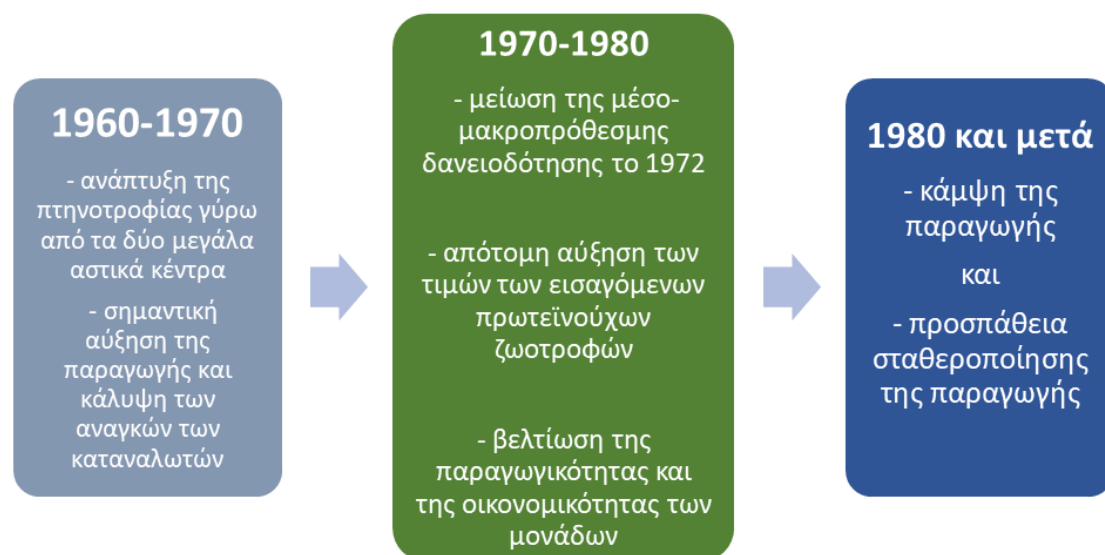 1960-1970
- ανάπτυξη της
πτηνοτροφίας γύρω
από τα δύο μεγάλα
αστικά κέντρα
- σημαντική
αύξηση της
παραγωγής και
κάλυψη των
αναγκών των
καταναλωτών
1970-1980
- μείωση της μέσο-
μακροπρόθεσμης
δανειοδότησης το 1972
- απότομη αύξηση των
τιμών των εισαγόμενων
πρωτεϊνούχων
ζωοτροφών
- βελτίωση της
παραγωγικότητας και
της οικονομικότητας των
μονάδων
1980 και μετά
- κάμψη της
παραγωγής
και
- προσπάθεια
σταθεροποίησης
της παραγωγής